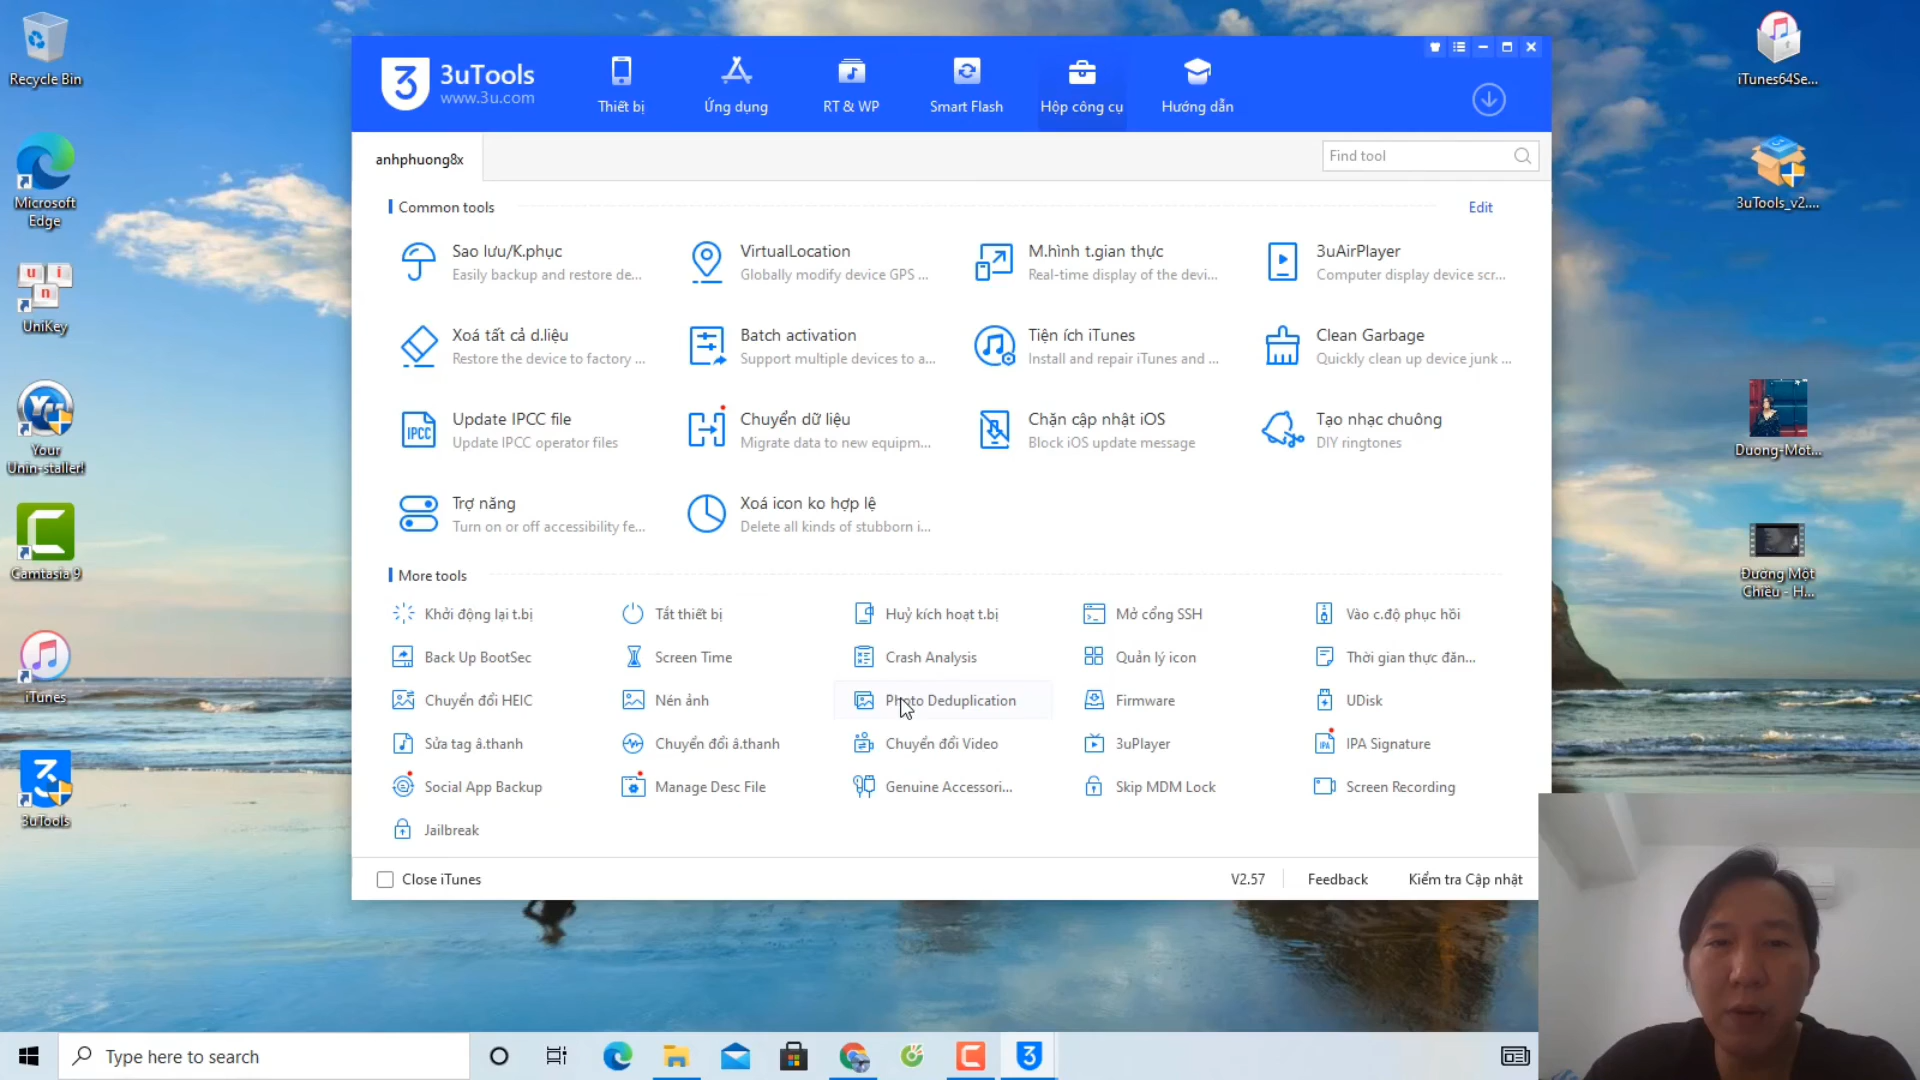 Recycle Bin
Microsoft
Edge
UniKey
Your
Unin-staller!
Camtasia 9
iTunes
3uTools
3uTools
www.3u.com
Thiết bị
Ứng dụng
RT & WP
Smart Flash
Hộp công cụ
Hướng dẫn
anhphuong8x
Find tool
Common tools
Edit
Sao lưu/K.phục
Easily backup and restore de...
VirtualLocation
Globally modify device GPS ...
M.hình t.gian thực
Real-time display of the devi...
3uAirPlayer
Computer display device scr...
Xoá tất cả d.liệu
Restore the device to factory ...
Batch activation
Support multiple devices to a...
Tiện ích iTunes
Install and repair iTunes and ...
Clean Garbage
Quickly clean up device junk ...
IPCC
Update IPCC file
Update IPCC operator files
Chuyển dữ liệu
Migrate data to new equipm...
Chặn cập nhật iOS
Block iOS update message
Tạo nhạc chuông
DIY ringtones
Trợ năng
Turn on or off accessibility fe...
Xoá icon ko hợp lệ
Delete all kinds of stubborn i...
More tools
Khởi động lại t.bị
Tắt thiết bị
Huỷ kích hoạt t.bị
Mở cổng SSH
Vào c.độ phục hồi
Back Up BootSec
Screen Time
Crash Analysis
Quản lý icon
Thời gian thực đăn...
Chuyển đổi HEIC
Nén ảnh
Photo Deduplication
Firmware
UDisk
Sửa tag â.thanh
Chuyển đổi â.thanh
Chuyển đổi Video
3uPlayer
IPA Signature
Social App Backup
Manage Desc File
Genuine Accessori...
Skip MDM Lock
Screen Recording
Jailbreak
Close iTunes
V2.57
Feedback
Kiểm tra Cập nhật
iTunes64Se...
3uTools_v2....
Duong-Mot...
Đường Một
Chiều - H...
Type here to search